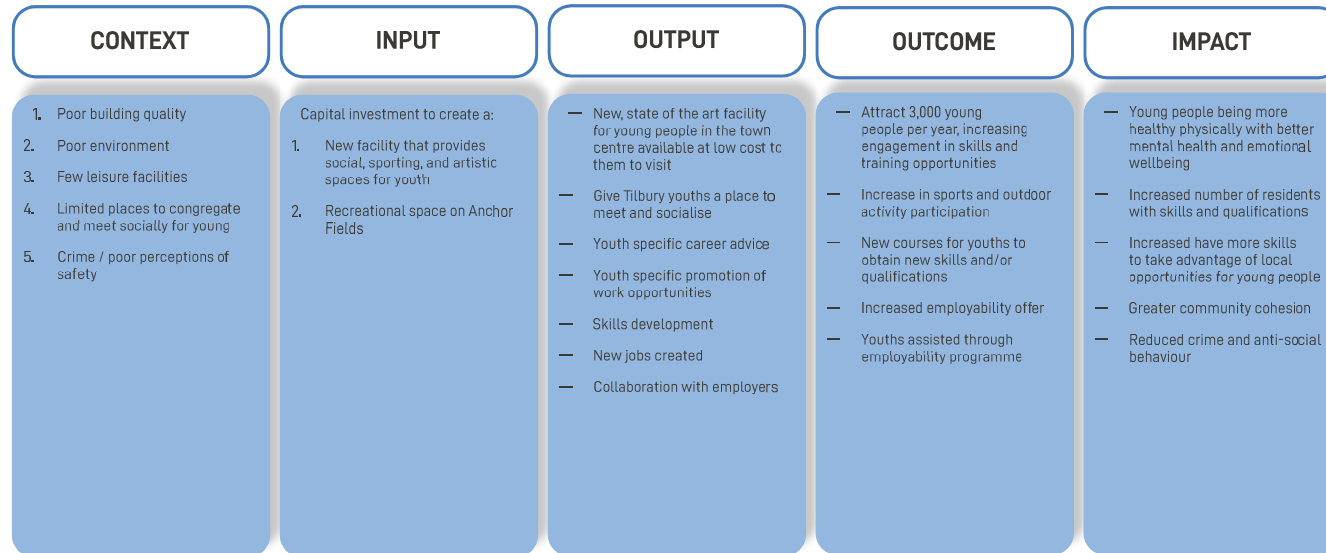 CONTEXT
1. Poor building quality
2. Poor environment
3. Few leisure facilities
4. Limited places to congregate
and meet socially for young
5. Crime / poor perceptions of
safety
INPUT
Capital investment to create a:
1. New facility that provides
social, sporting, and artistic
spaces for youth
2. Recreational space on Anchor
Fields
OUTPUT
— New, state of the art facility
for young people in the town
centre available at low cost to
them to visit
— Give Tilbury youths a place to
meet and socialise
— Youth specific career advice
— Youth specific promotion of
work opportunities
— Skills development
— New jobs created
— Collaboration with employers
OUTCOME
— Attract 3,000 young
people per year, increasing
engagement in skills and
training opportunities
— Increase in sports and outdoor
activity participation
— New courses for youths to
obtain new skills and/or
qualifications
— Increased employability offer
— Youths assisted through
employability programme
IMPACT
— Young people being more
healthy physically with better
mental health and emotional
wellbeing
— Increased number of residents
with skills and qualifications
— Increased have more skills
to take advantage of local
opportunities for young people
— Greater community cohesion
— Reduced crime and anti-social
behaviour